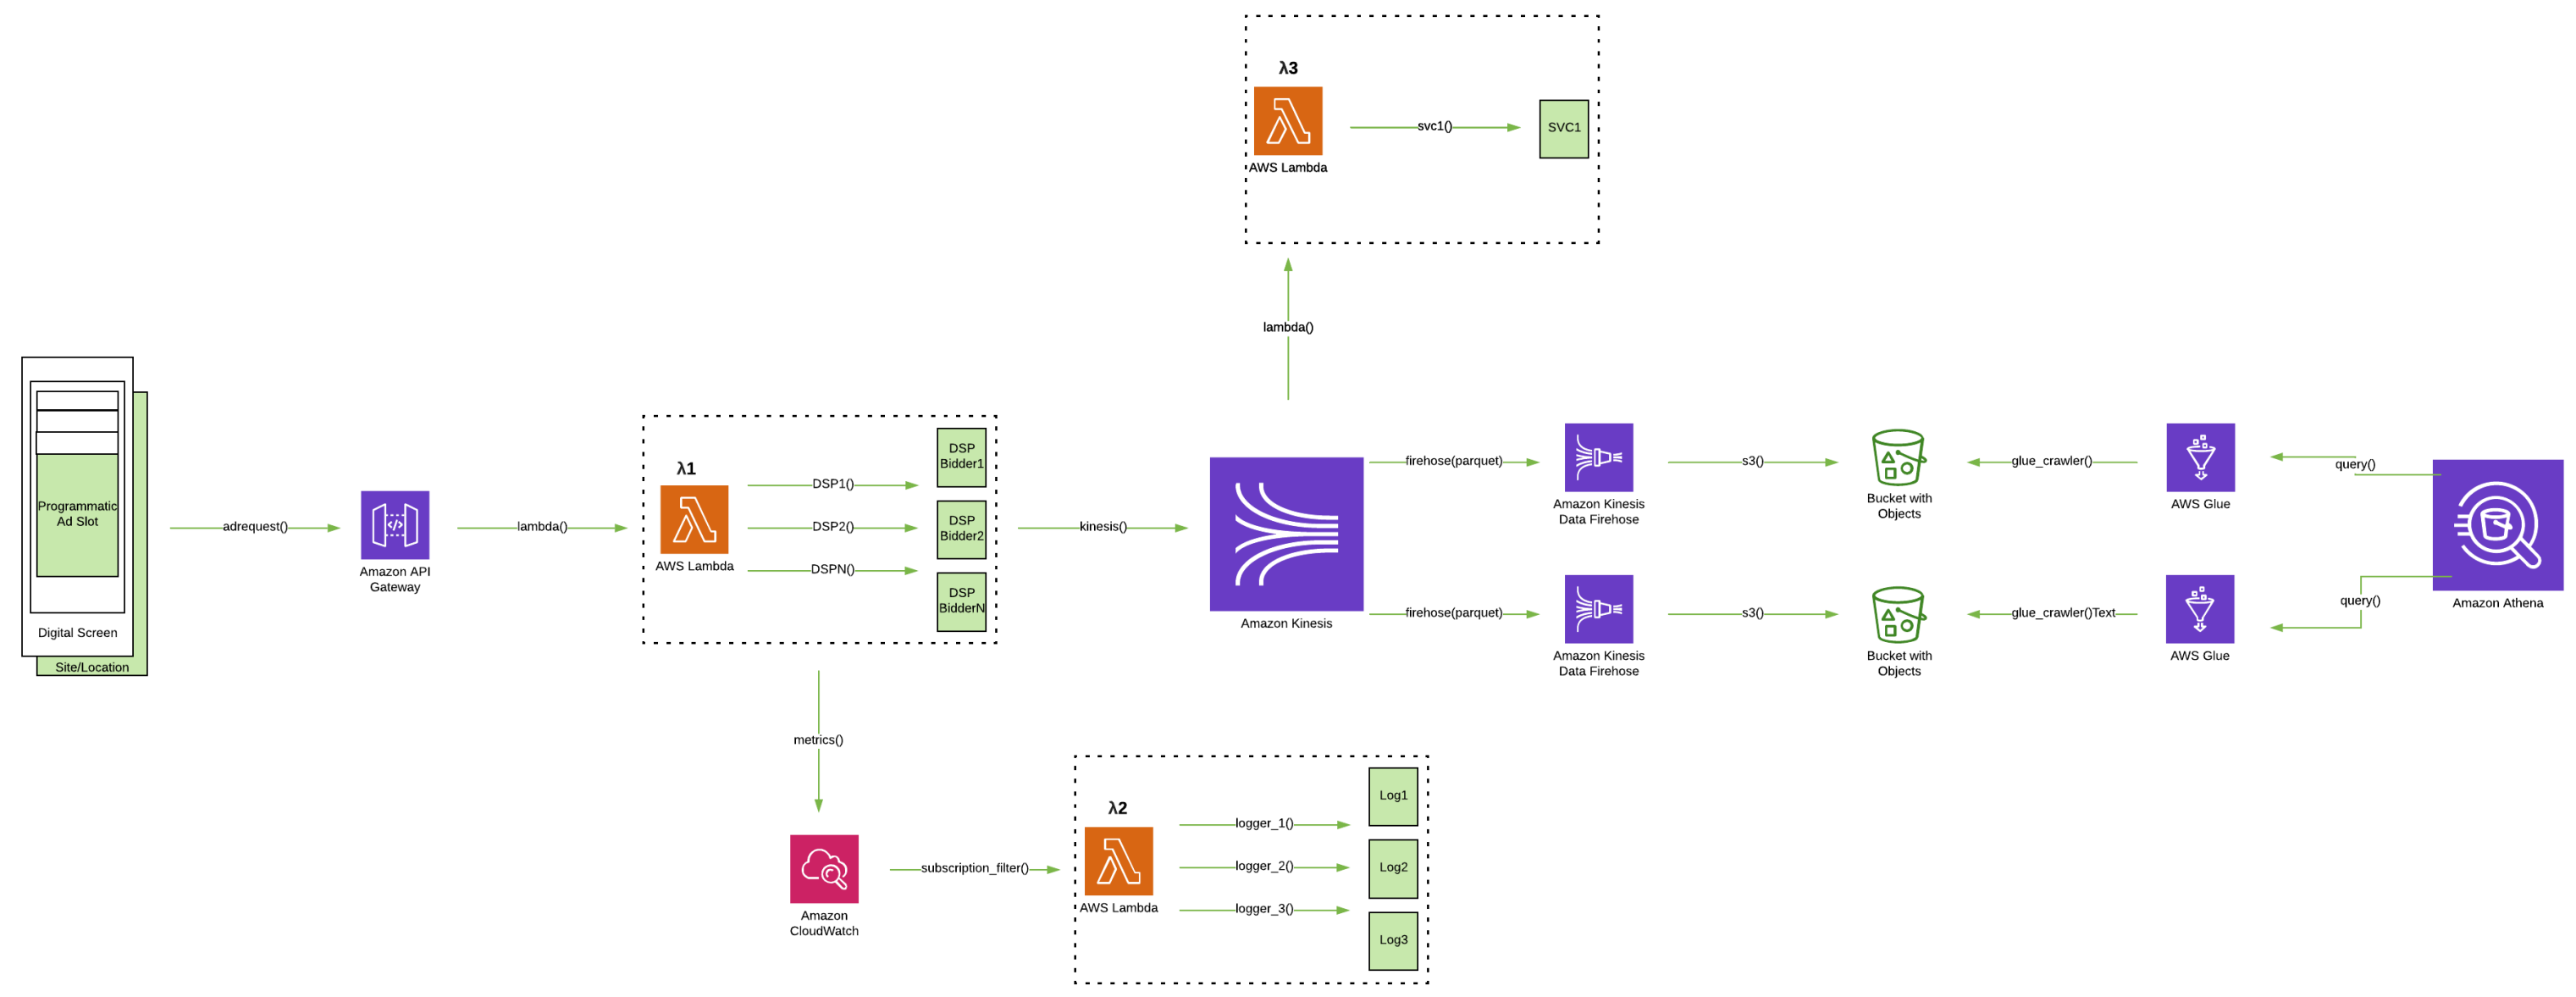 λ3
svc1()
SVC1
AWS Lambda
lambda()
Programmatic
Ad Slot
Digital Screen
Site/Location
adrequest()
Amazon API
Gateway
lambda()
λ1
AWS Lambda
DSP1()
DSP2()
DSPN()
DSP
Bidder1
DSP
Bidder2
DSP
BidderN
kinesis()
Amazon Kinesis
firehose(parquet)
Amazon Kinesis
Data Firehose
s3()
Bucket with
Objects
glue_crawler()
AWS Glue
query()
Amazon Athena
firehose(parquet)
Amazon Kinesis
Data Firehose
s3()
Bucket with
Objects
glue_crawler()Text
AWS Glue
query()
metrics()
Amazon
CloudWatch
subscription_filter()
λ2
AWS Lambda
logger_1()
logger_2()
logger_3()
Log1
Log2
Log3